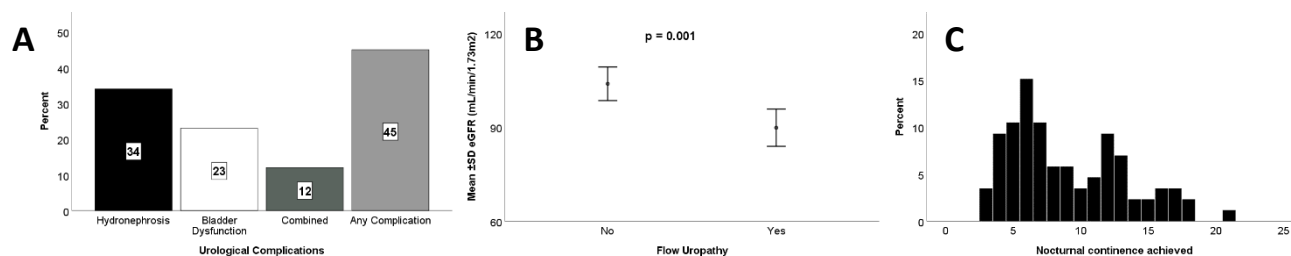 A
Percent
50
40
30
20
10
0
34
23
12
45
Hydronephrosis
Bladder
Dysfunction
Combined
Any Complication
Urological Complications
B
Mean ±SD eGFR (mL/min/1.73m2)
120
90
60
p = 0.001
No
Yes
Flow Uropathy
C
Percent
20
15
10
5
0
0
5
10
15
20
25
Nocturnal continence achieved